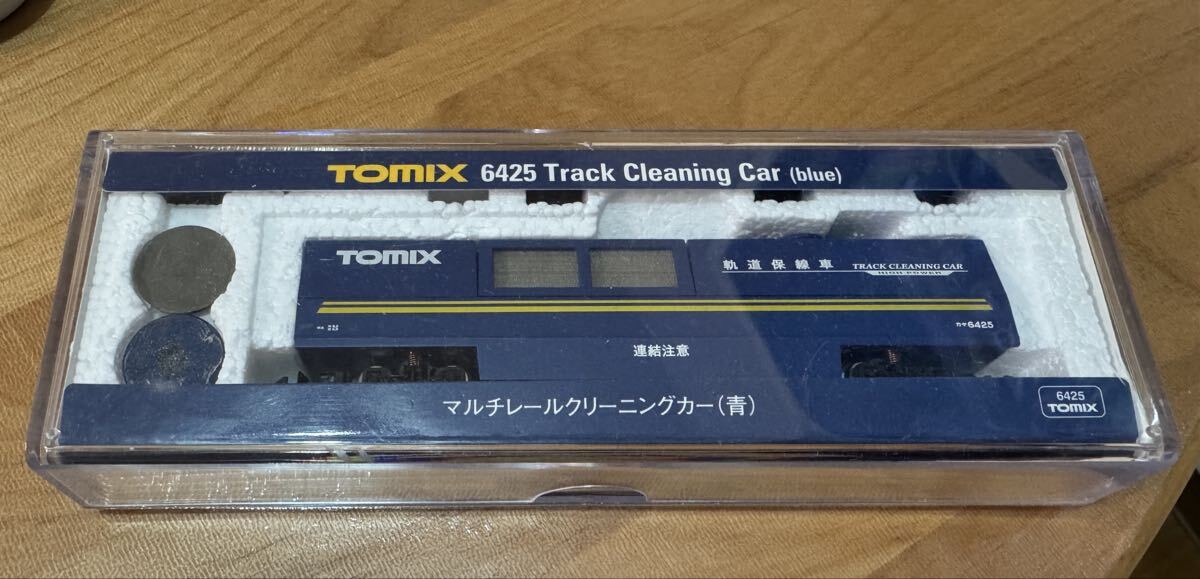 TOMIX 6425 Track Cleaning Car (blue)
TOMIX
軌道保線車 TRACK CLEANING CAR
HIGH POWER
カヤ6425
連結注意
マルチレールクリーニングカー(青)
6425
TOMIX